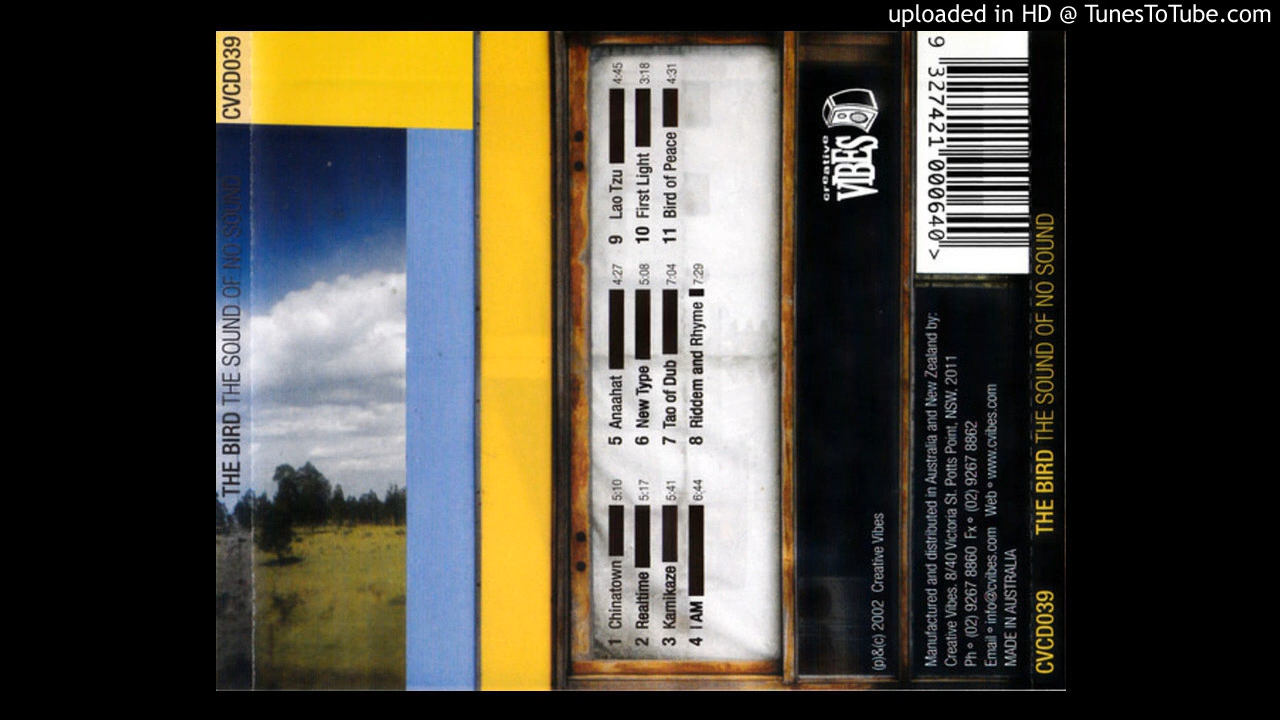 uploaded in HD @ TunesToTube.com
THE BIRD THE SOUND OF NO SOUND CVCD039
1 Chinatown 5:10
2 Realtime 5:17
3 Kamikaze 5:41
4 I AM 6:44
5 Anaahat 4:27
6 New Type 5:08
7 Tao of Dub 7:04
8 Riddem and Rhyme 7:29
9 Lao Tzu 4:45
10 First Light 3:18
11 Bird of Peace 4:31
creative
VIBES
(p)&(c) 2002 Creative Vibes
9 327421 000640 >
Manufactured and distributed in Australia and New Zealand by:
Creative Vibes. 8/40 Victoria St. Potts Point, NSW, 2011
Ph ° (02) 9267 8860 Fx ° (02) 9267 8862
Email ° info@cvibes.com Web ° www.cvibes.com
MADE IN AUSTRALIA
CVCD039 THE BIRD THE SOUND OF NO SOUND